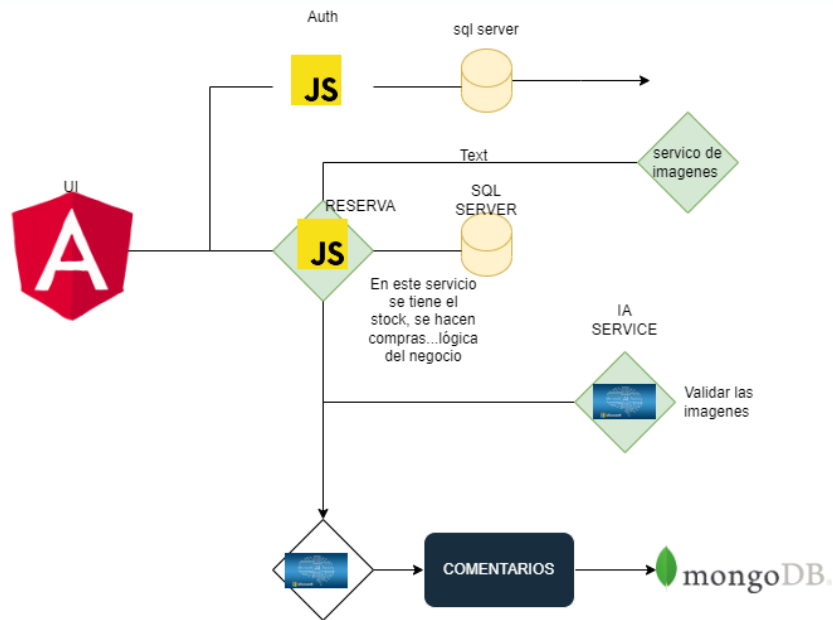 Auth
sql server
JS
servico de
imagenes
Text
UI
RESERVA
SQL
SERVER
JS
En este servicio
se tiene el
stock, se hacen
compras...lógica
del negocio
IA
SERVICE
Validar las
imagenes
COMENTARIOS
mongoDB